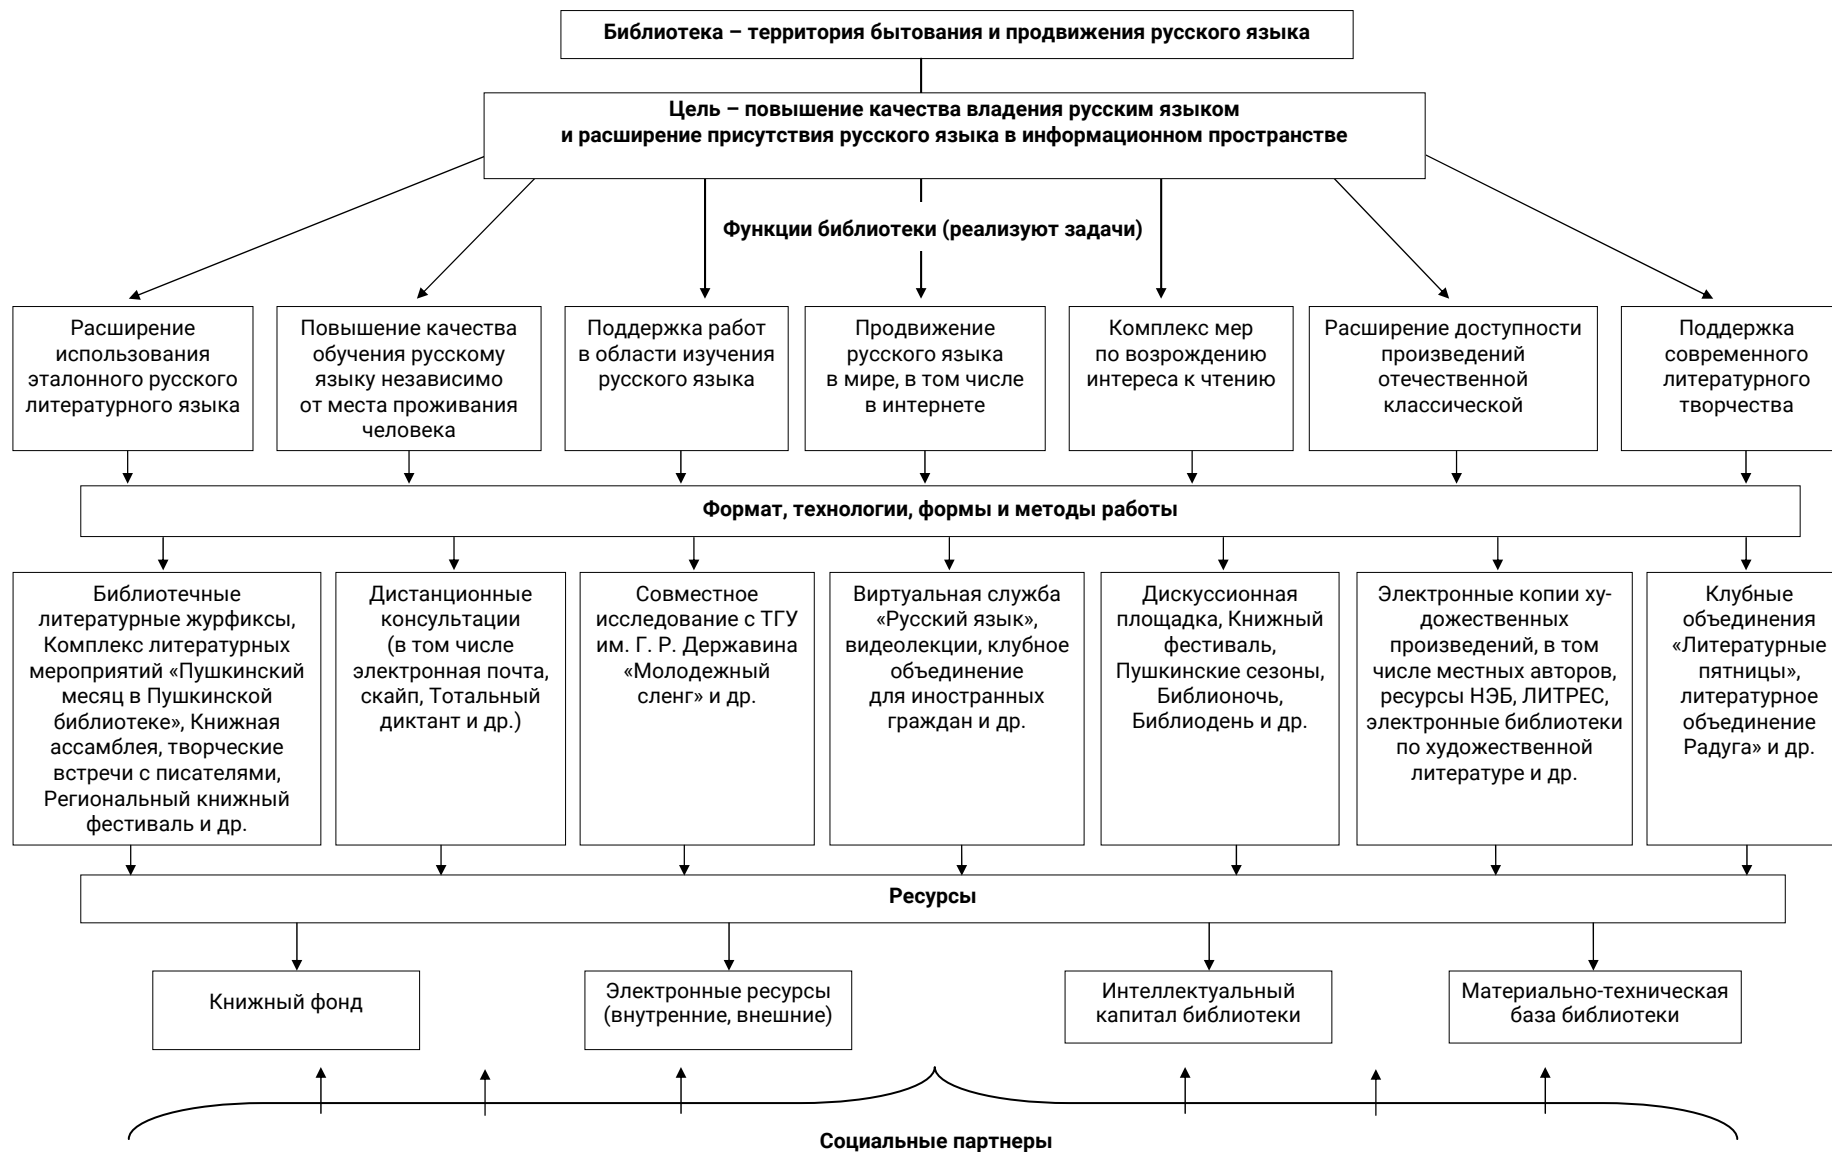 Библиотека – территория бытования и продвижения русского языка
Цель – повышение качества владения русским языком
и расширение присутствия русского языка в информационном пространстве
Функции библиотеки (реализуют задачи)
Расширение
использования
эталонного русского
литературного языка
Повышение качества
обучения русскому
языку независимо
от места проживания
человека
Поддержка работ
в области изучения
русского языка
Продвижение
русского языка
в мире, в том числе
в интернете
Комплекс мер
по возрождению
интереса к чтению
Расширение доступности
произведений
отечественной
классической
Поддержка
современного
литературного
творчества
Формат, технологии, формы и методы работы
Библиотечные
литературные журфиксы,
Комплекс литературных
мероприятий «Пушкинский
месяц в Пушкинской
библиотеке», Книжная
ассамблея, творческие
встречи с писателями,
Региональный книжный
фестиваль и др.
Дистанционные
консультации
(в том числе
электронная почта,
скайп, Тотальный
диктант и др.)
Совместное
исследование с ТГУ
им. Г. Р. Державина
«Молодежный
сленг» и др.
Виртуальная служба
«Русский язык»,
видеолекции, клубное
объединение
для иностранных
граждан и др.
Дискуссионная
площадка, Книжный
фестиваль,
Пушкинские сезоны,
Библионочь,
Библиодень и др.
Электронные копии ху-
дожественных
произведений, в том
числе местных авторов,
ресурсы НЭБ, ЛИТРЕС,
электронные библиотеки
по художественной
литературе и др.
Клубные
объединения
«Литературные
пятницы»,
литературное
объединение
Радуга» и др.
Ресурсы
Книжный фонд
Электронные ресурсы
(внутренние, внешние)
Интеллектуальный
капитал библиотеки
Материально-техническая
база библиотеки
Социальные партнеры